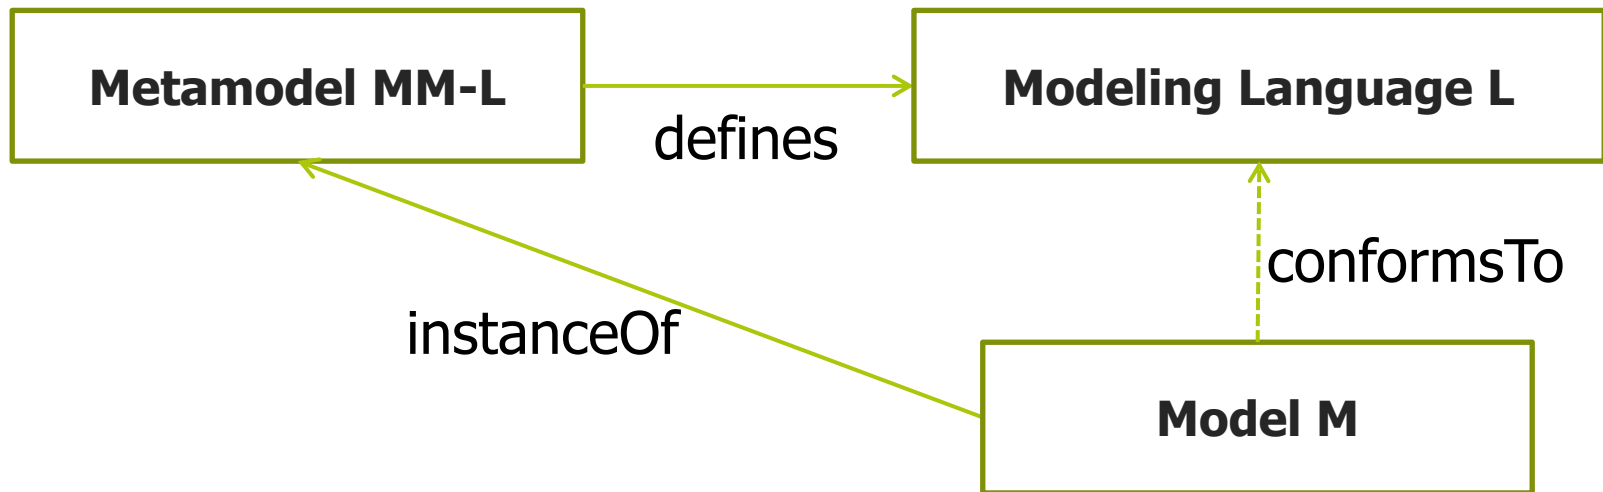 Metamodel MM-L
Modeling Language L
defines
conformsTo
instanceOf
Model M